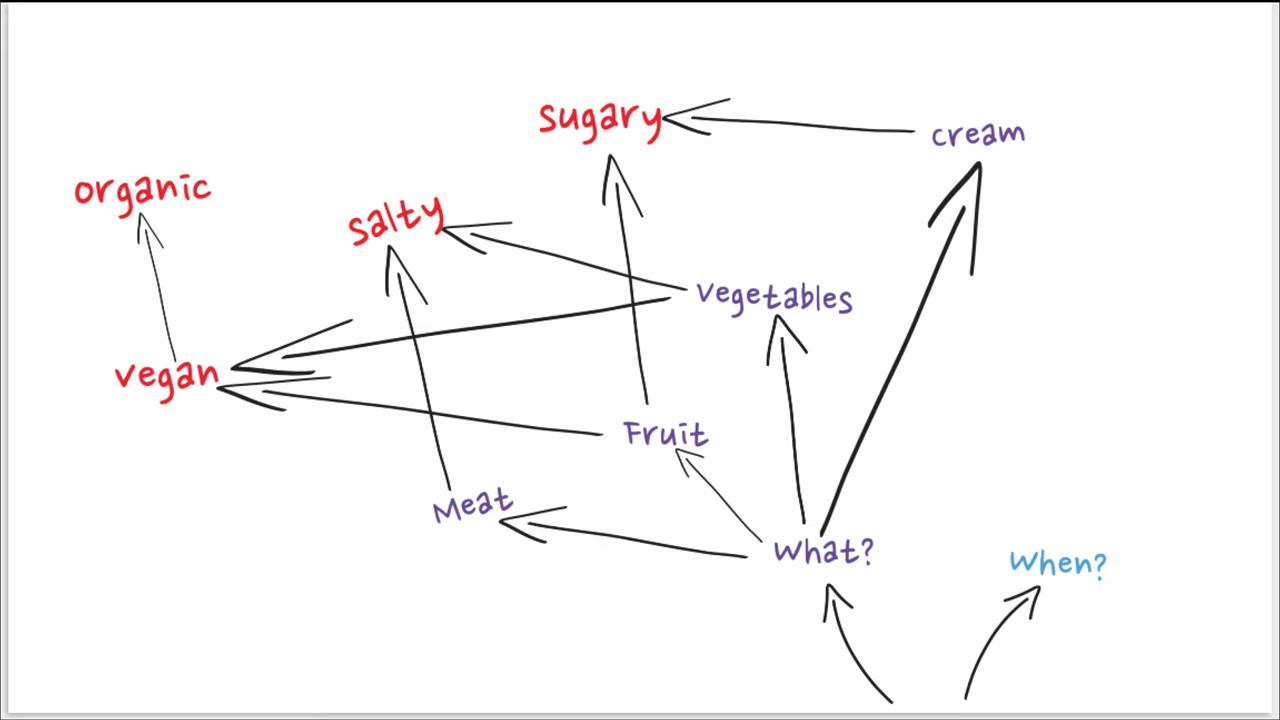 sugary
cream
organic
salty
vegetables
vegan
Fruit
Meat
What?
When?